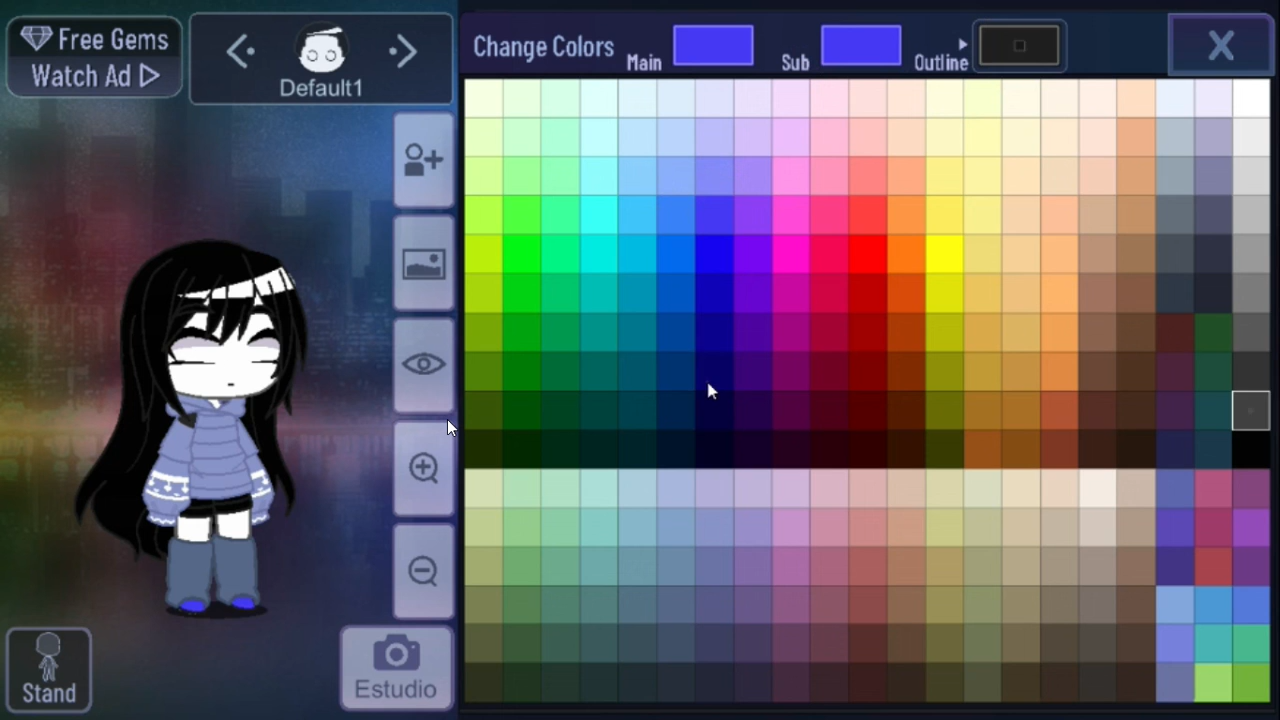 Free Gems
Watch Ad
Default1
Change Colors
Main
Sub
Outline
X
Stand
Estudio